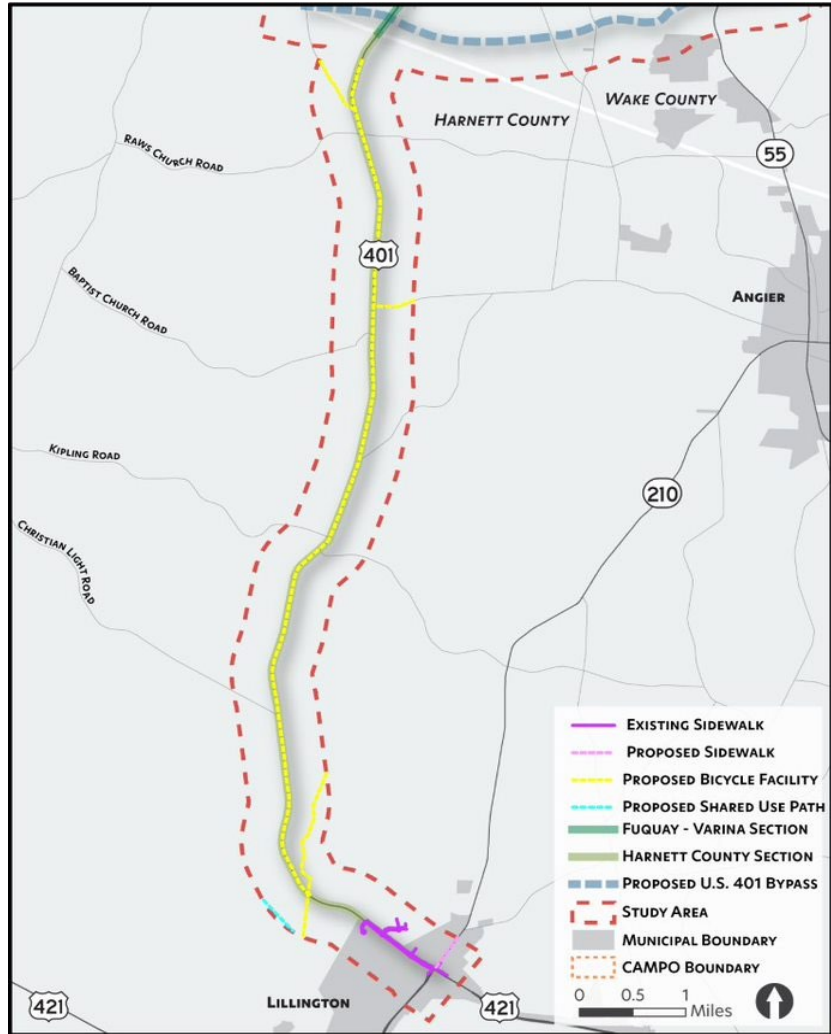 WAKE COUNTY
HARNETT COUNTY
RAWS CHURCH ROAD
55
401
BAPTIST CHURCH ROAD
ANGIER
KIPLING ROAD
210
CHRISTIAN LIGHT ROAD
EXISTING SIDEWALK
PROPOSED SIDEWALK
PROPOSED BICYCLE FACILITY
PROPOSED SHARED USE PATH
FUQUAY - VARINA SECTION
HARNETT COUNTY SECTION
PROPOSED U.S. 401 BYPASS
STUDY AREA
MUNICIPAL BOUNDARY
CAMPO BOUNDARY
0 0.5 1
MILES
LILLINGTON
421
421